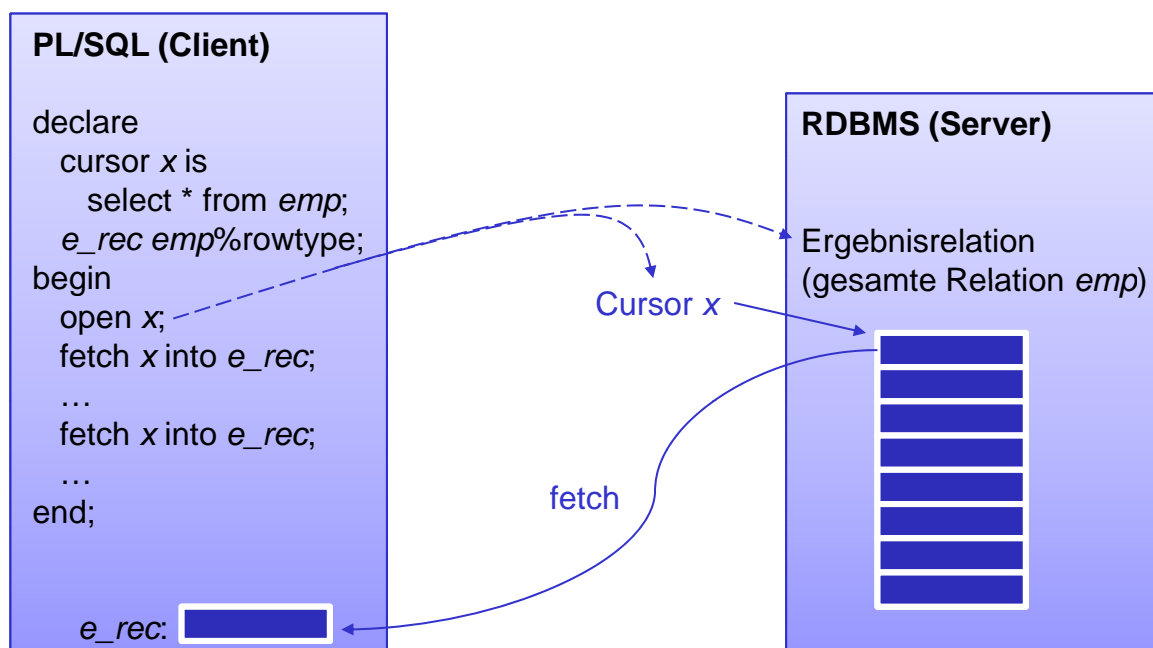 PL/SQL (Client)
declare
cursor x is
select * from emp;
e_rec emp%rowtype;
begin
open x;
fetch x into e_rec;
…
fetch x into e_rec;
…
end;
e_rec:
Cursor x
fetch
RDBMS (Server)
Ergebnisrelation
(gesamte Relation emp)